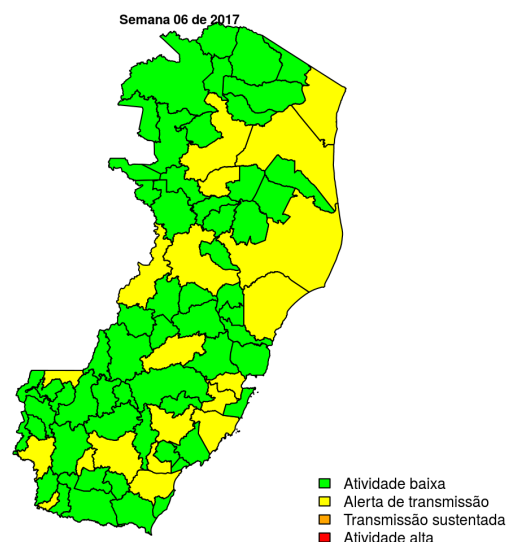 Semana 06 de 2017
Atividade baixa
Alerta de transmissão
Transmissão sustentada
Atividade alta